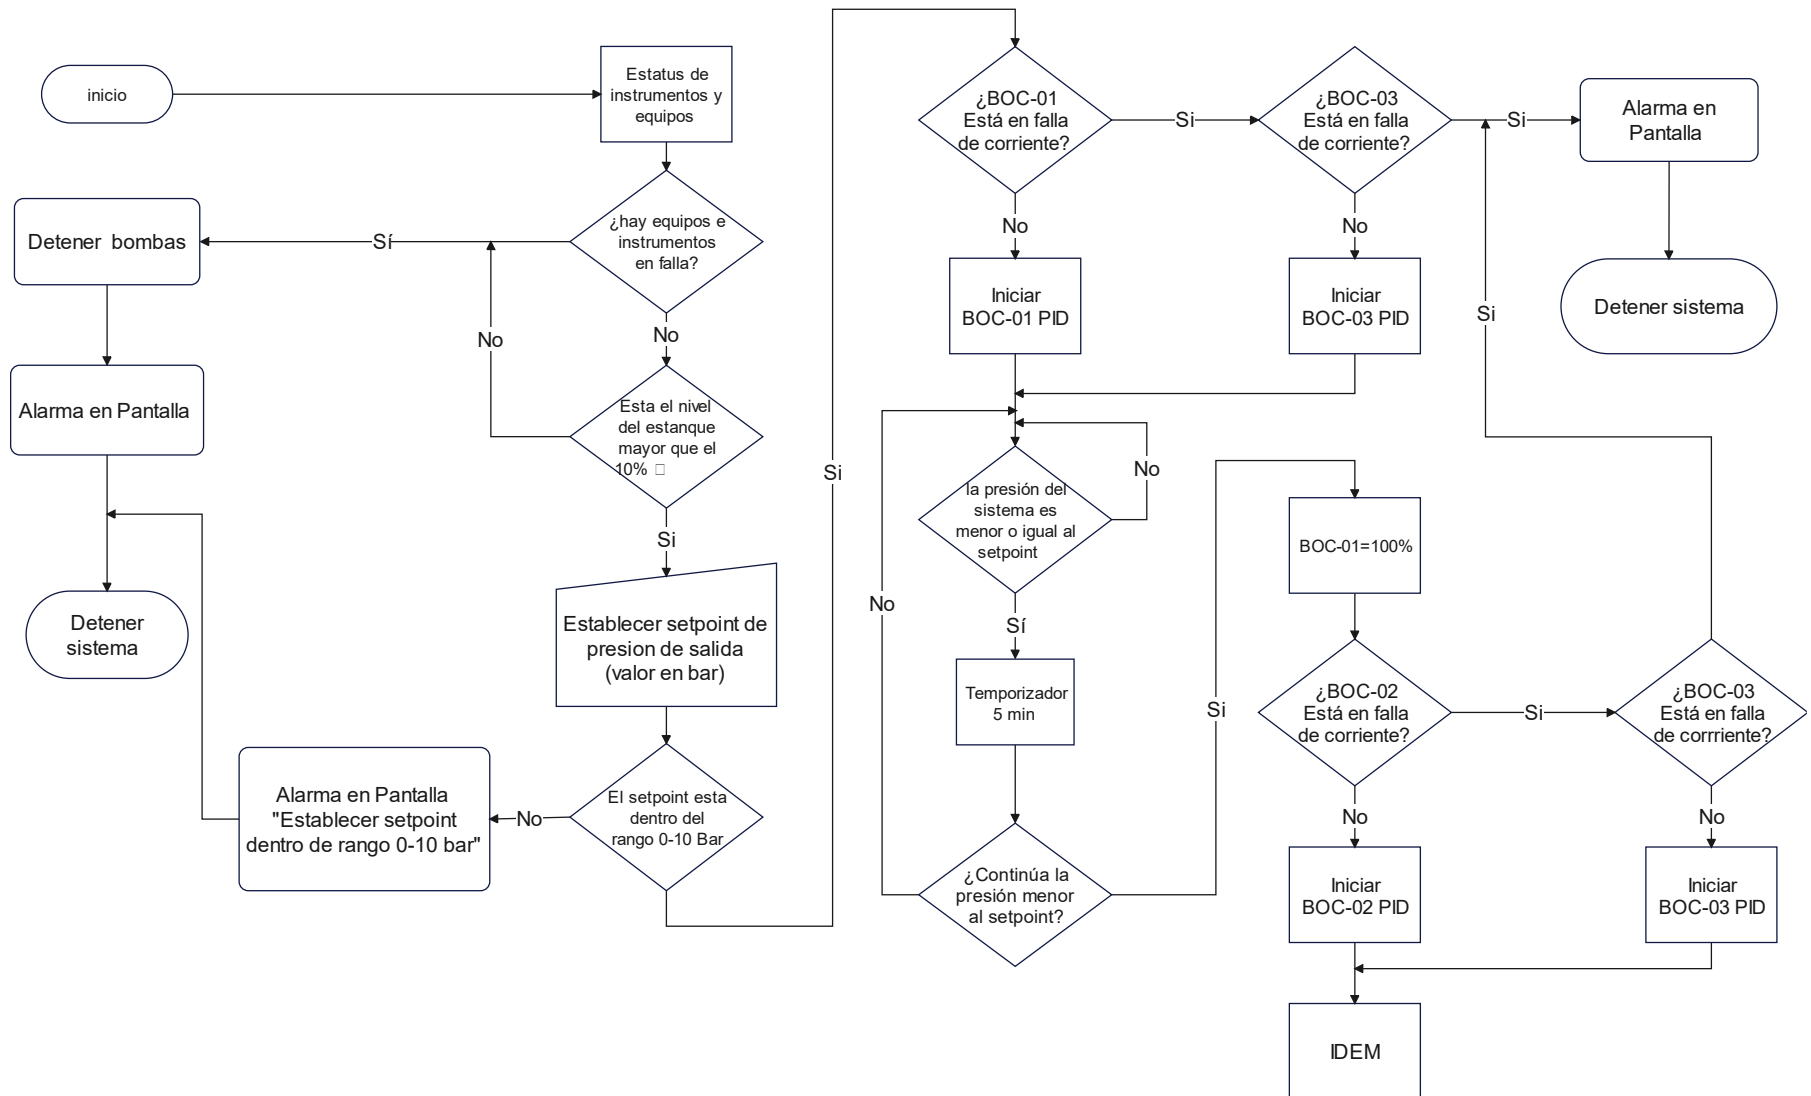 inicio
Estatus de
instrumentos y
equipos
¿hay equipos e
instrumentos
en falla?
Sí
Detener  bombas
Alarma en Pantalla
Detener
sistema
No
No
Esta el nivel
del estanque
mayor que el
10%
Si
Establecer setpoint de
presion de salida
(valor en bar)
El setpoint esta
dentro del
rango 0-10 Bar
No
Alarma en Pantalla
"Establecer setpoint
dentro de rango 0-10 bar"
Si
¿BOC-01
Está en falla
de corriente?
Si
¿BOC-03
Está en falla
de corriente?
Si
Alarma en
Pantalla
Detener sistema
No
Iniciar
BOC-01 PID
No
Iniciar
BOC-03 PID
Si
la presión del
sistema es
menor o igual al
setpoint
No
Sí
Temporizador
5 min
¿Continúa la
presión menor
al setpoint?
No
Si
BOC-01=100%
¿BOC-02
Está en falla
de corriente?
Si
¿BOC-03
Está en falla
de corrriente?
No
Iniciar
BOC-02 PID
No
Iniciar
BOC-03 PID
IDEM